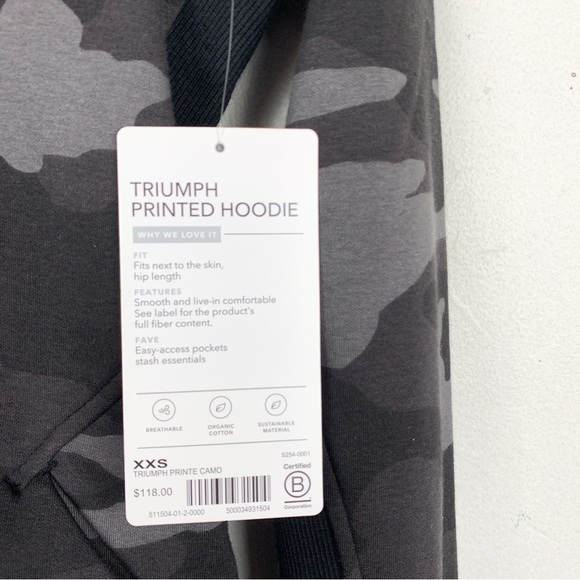 TRIUMPH
PRINTED HOODIE
WHY WE LOVE IT
FIT
Fits next to the skin,
hip length
FEATURES
Smooth and live-in comfortable
See label for the product's
full fiber content.
FAVE
Easy-access pockets
stash essentials
BREATHABLE
ORGANIC
COTTON
SUSTAINABLE
MATERIAL
XXS
S254-0001
TRIUMPH PRINTE CAMO
$118.00
511504-01-2-0000
500034931504
Certified
B
Corporation